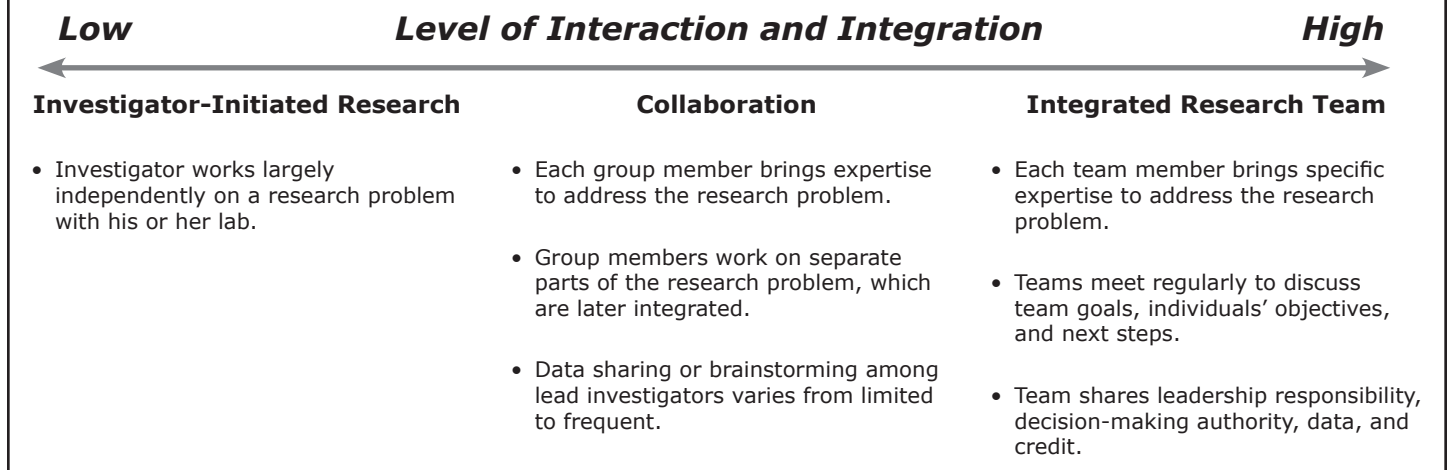 Low Level of Interaction and Integration High
Investigator-Initiated Research
• Investigator works largely
independently on a research problem
with his or her lab.
Collaboration
• Each group member brings expertise
to address the research problem.
• Group members work on separate
parts of the research problem, which
are later integrated.
• Data sharing or brainstorming among
lead investigators varies from limited
to frequent.
Integrated Research Team
• Each team member brings specific
expertise to address the research
problem.
• Teams meet regularly to discuss
team goals, individuals’ objectives,
and next steps.
• Team shares leadership responsibility,
decision-making authority, data, and
credit.